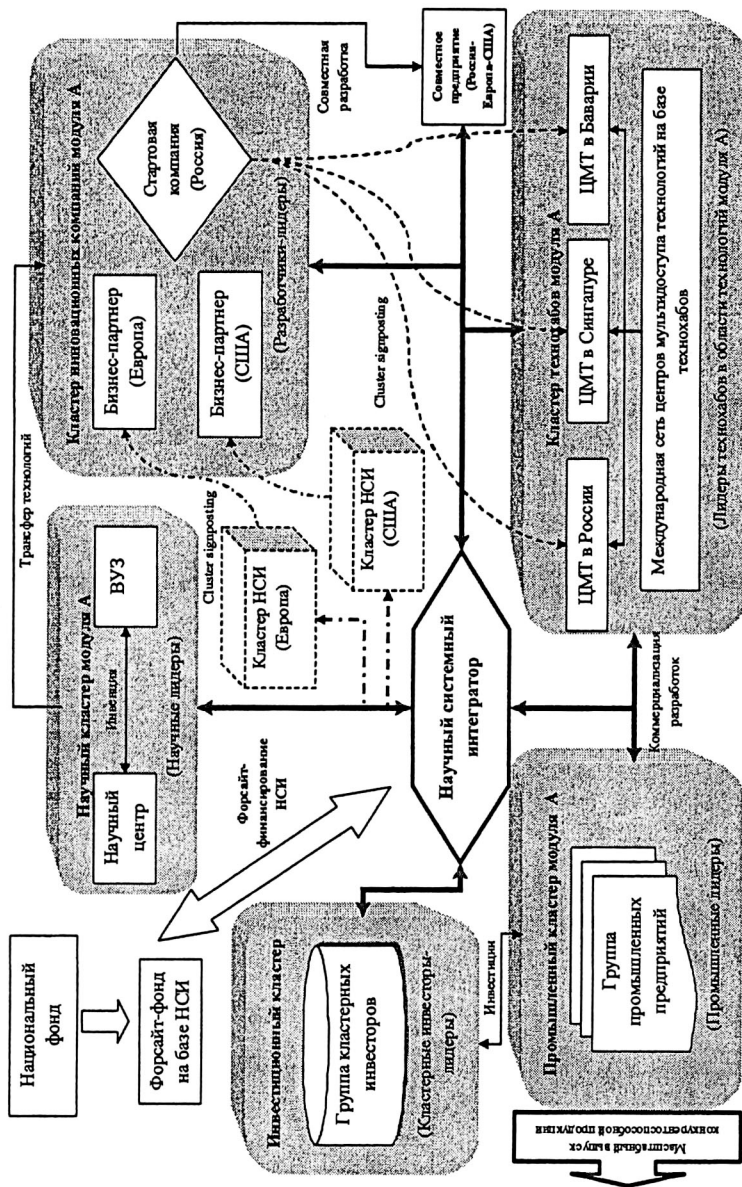 Национальный
фонд
Форсайт-фонд
на базе НСИ
Форсайт-
финансирование
НСИ
Научный кластер модуля А
Научный
центр
Инвенция
ВУЗ
(Научные лидеры)
Трансфер технологий
Кластер инновационных компаний модуля А
Бизнес-партнер
(Европа)
Бизнес-партнер
(США)
Стартовая
компания
(Россия)
(Разработчики-лидеры)
Совместная
разработка
Cluster signposting
Кластер НСИ
(Европа)
Кластер НСИ
(США)
Cluster signposting
Совместное
предприятие
(Россия-
Европа-США)
Инвестиционный кластер
Группа кластерных
инвесторов
(Кластерные инвесторы-
лидеры)
Научный системный
интегратор
Инвестиции
Коммерциализация
разработок
Промышленный кластер модуля А
Группа
промышленных
предприятий
(Промышленные лидеры)
Масштабный выпуск
конкурентоспособной продукции
Кластер технохабов модуля А
ЦМТ в России
ЦМТ в Сингапуре
ЦМТ в Баварии
Международная сеть центров мультидоступа технологий на базе
технохабов
(Лидеры технохабов в области технологий модуля А)